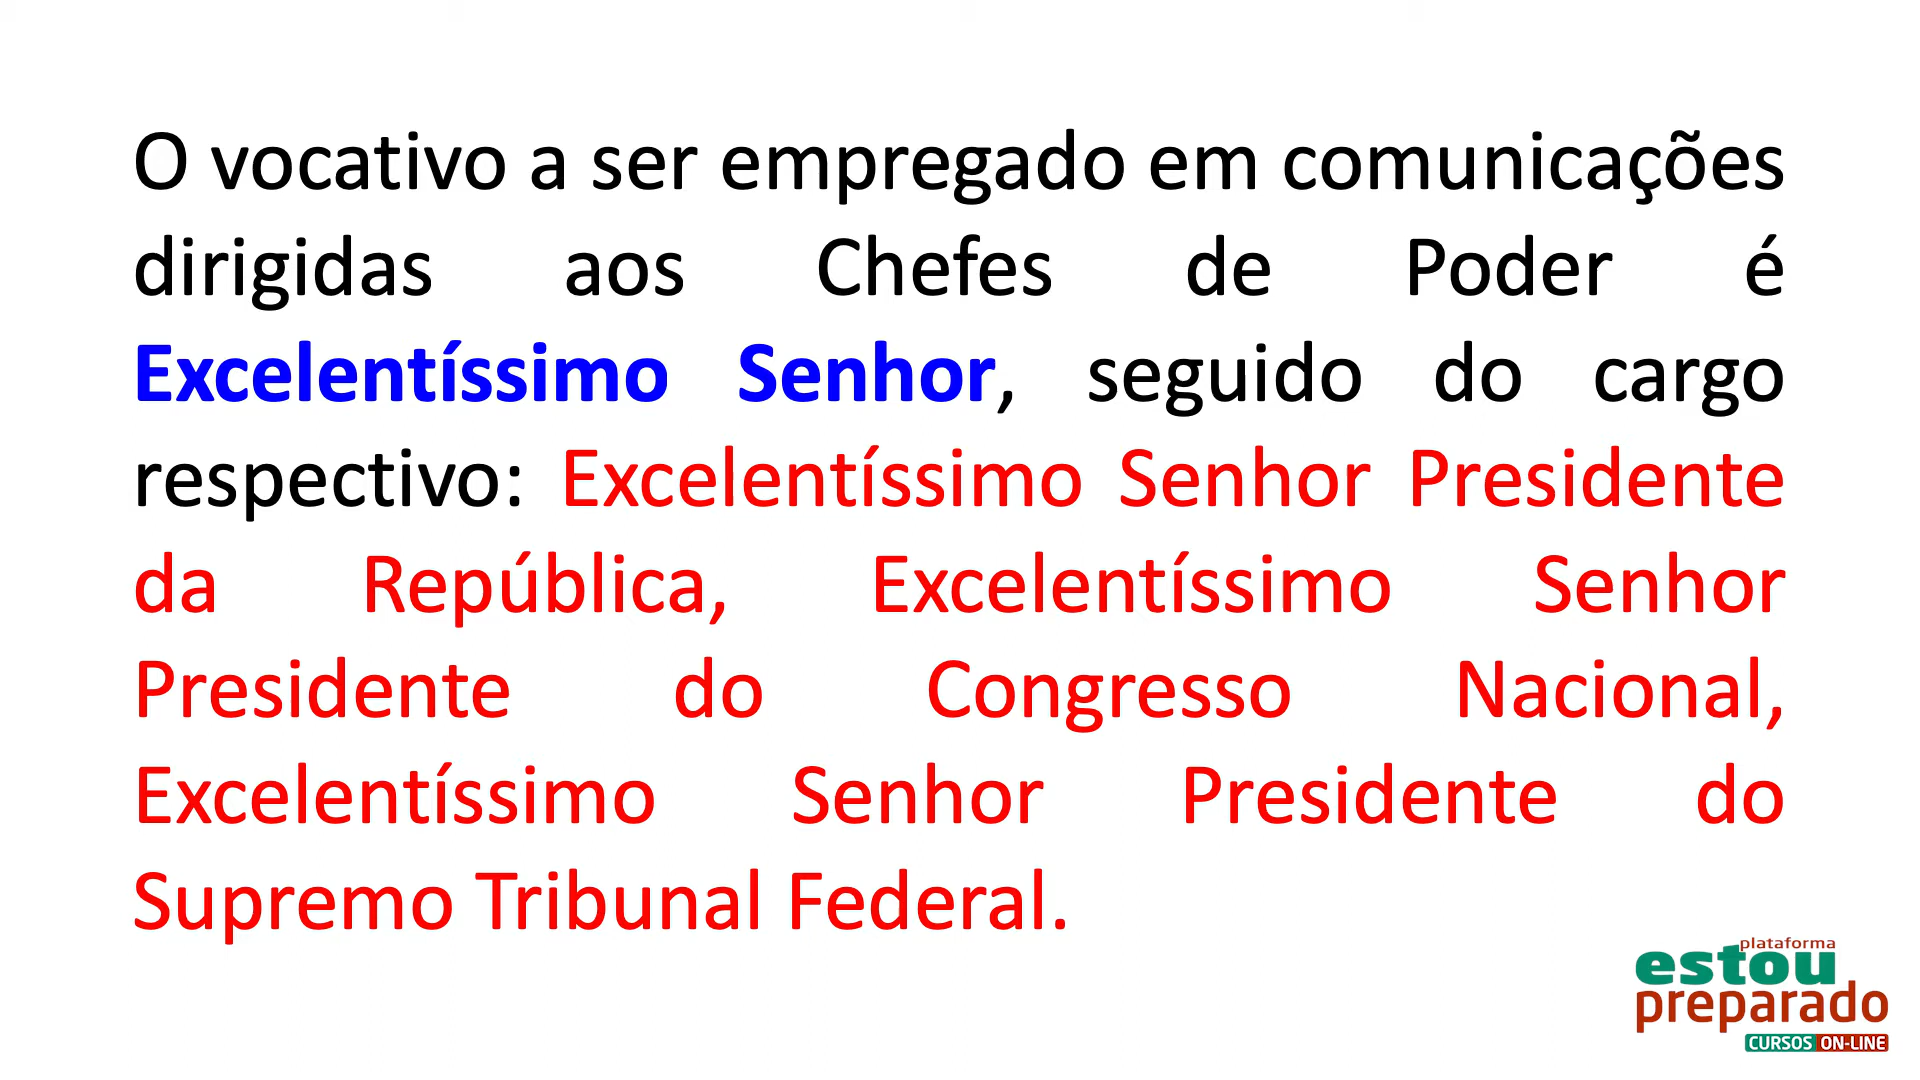 O vocativo a ser empregado em comunicações
dirigidas aos Chefes de Poder é
Excelentíssimo Senhor, seguido do cargo
respectivo: Excelentíssimo Senhor Presidente
da República, Excelentíssimo Senhor
Presidente do Congresso Nacional,
Excelentíssimo Senhor Presidente do
Supremo Tribunal Federal.
plataforma
estou
preparado
CURSOS ON-LINE